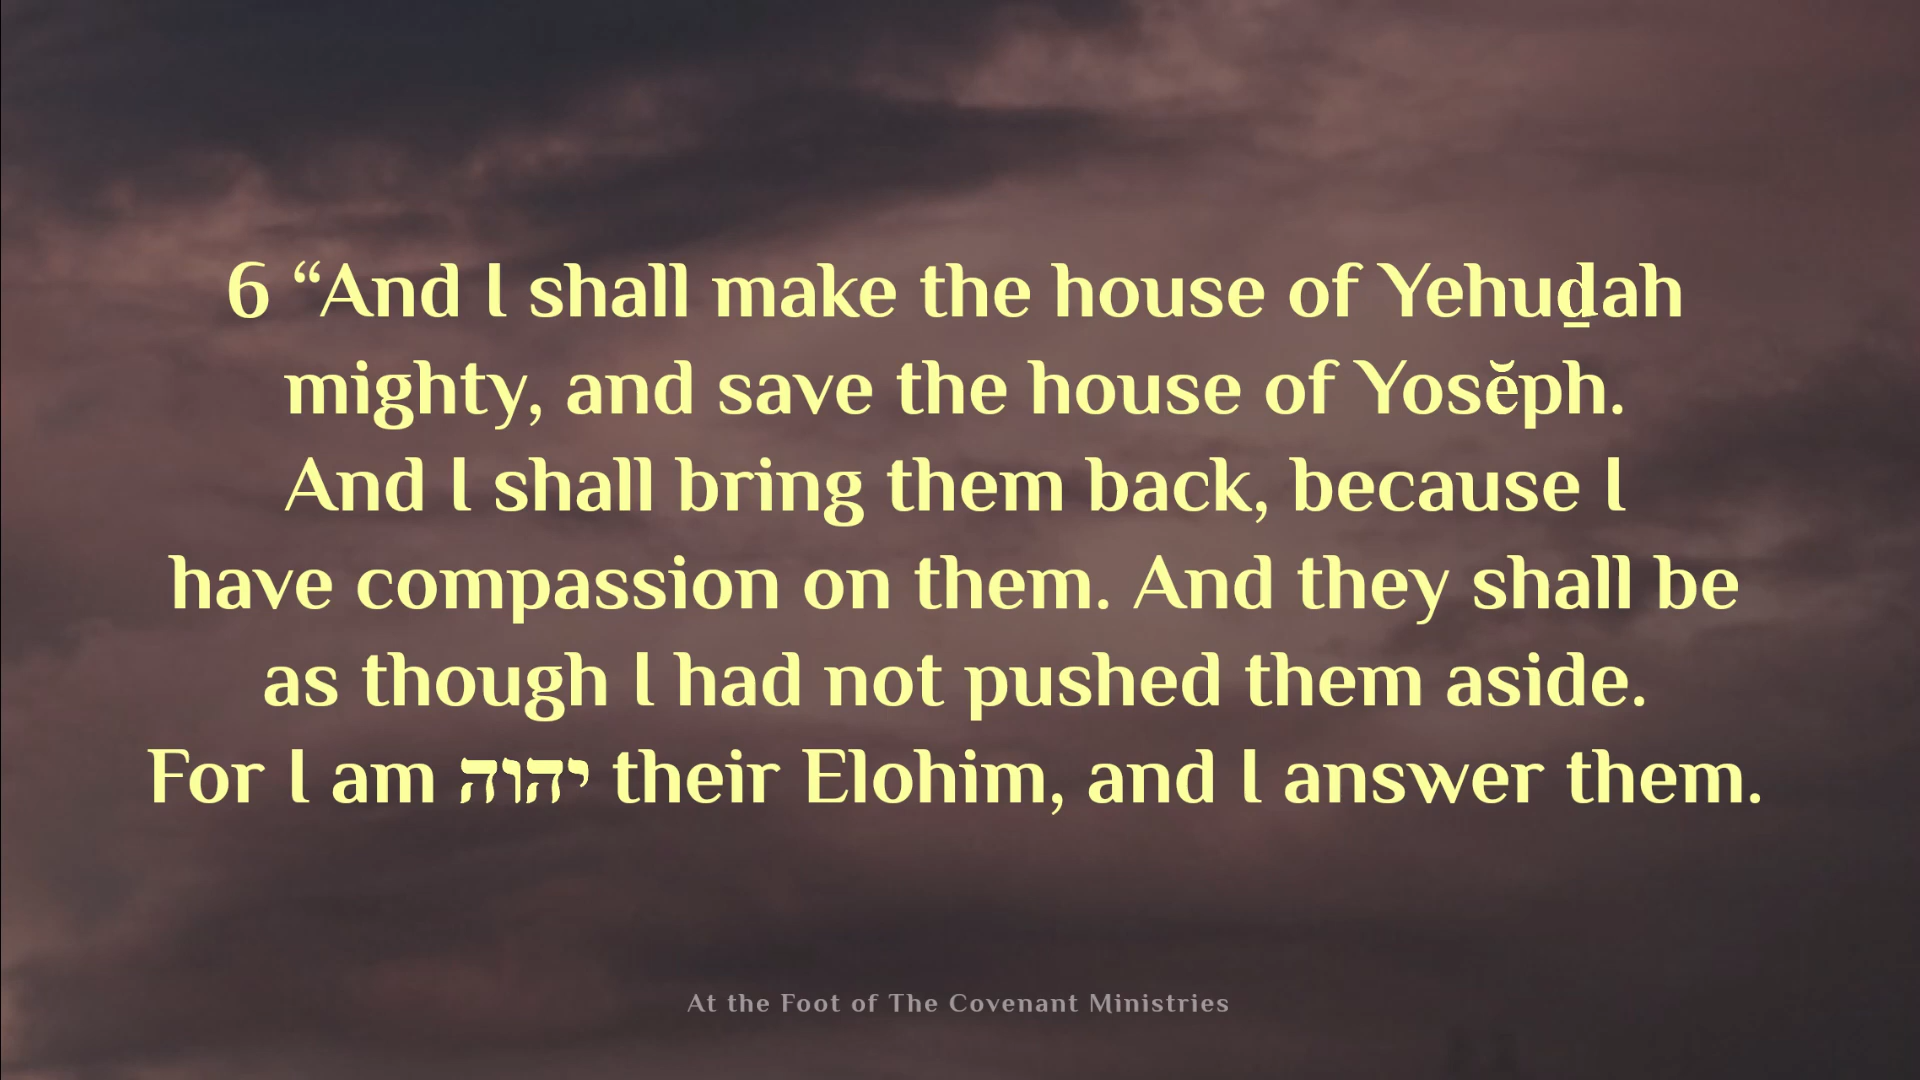 6 “And I shall make the house of Yehuḏah
mighty, and save the house of Yosĕph.
And I shall bring them back, because I
have compassion on them. And they shall be
as though I had not pushed them aside.
For I am יהוה their Elohim, and I answer them.
At the Foot of The Covenant Ministries